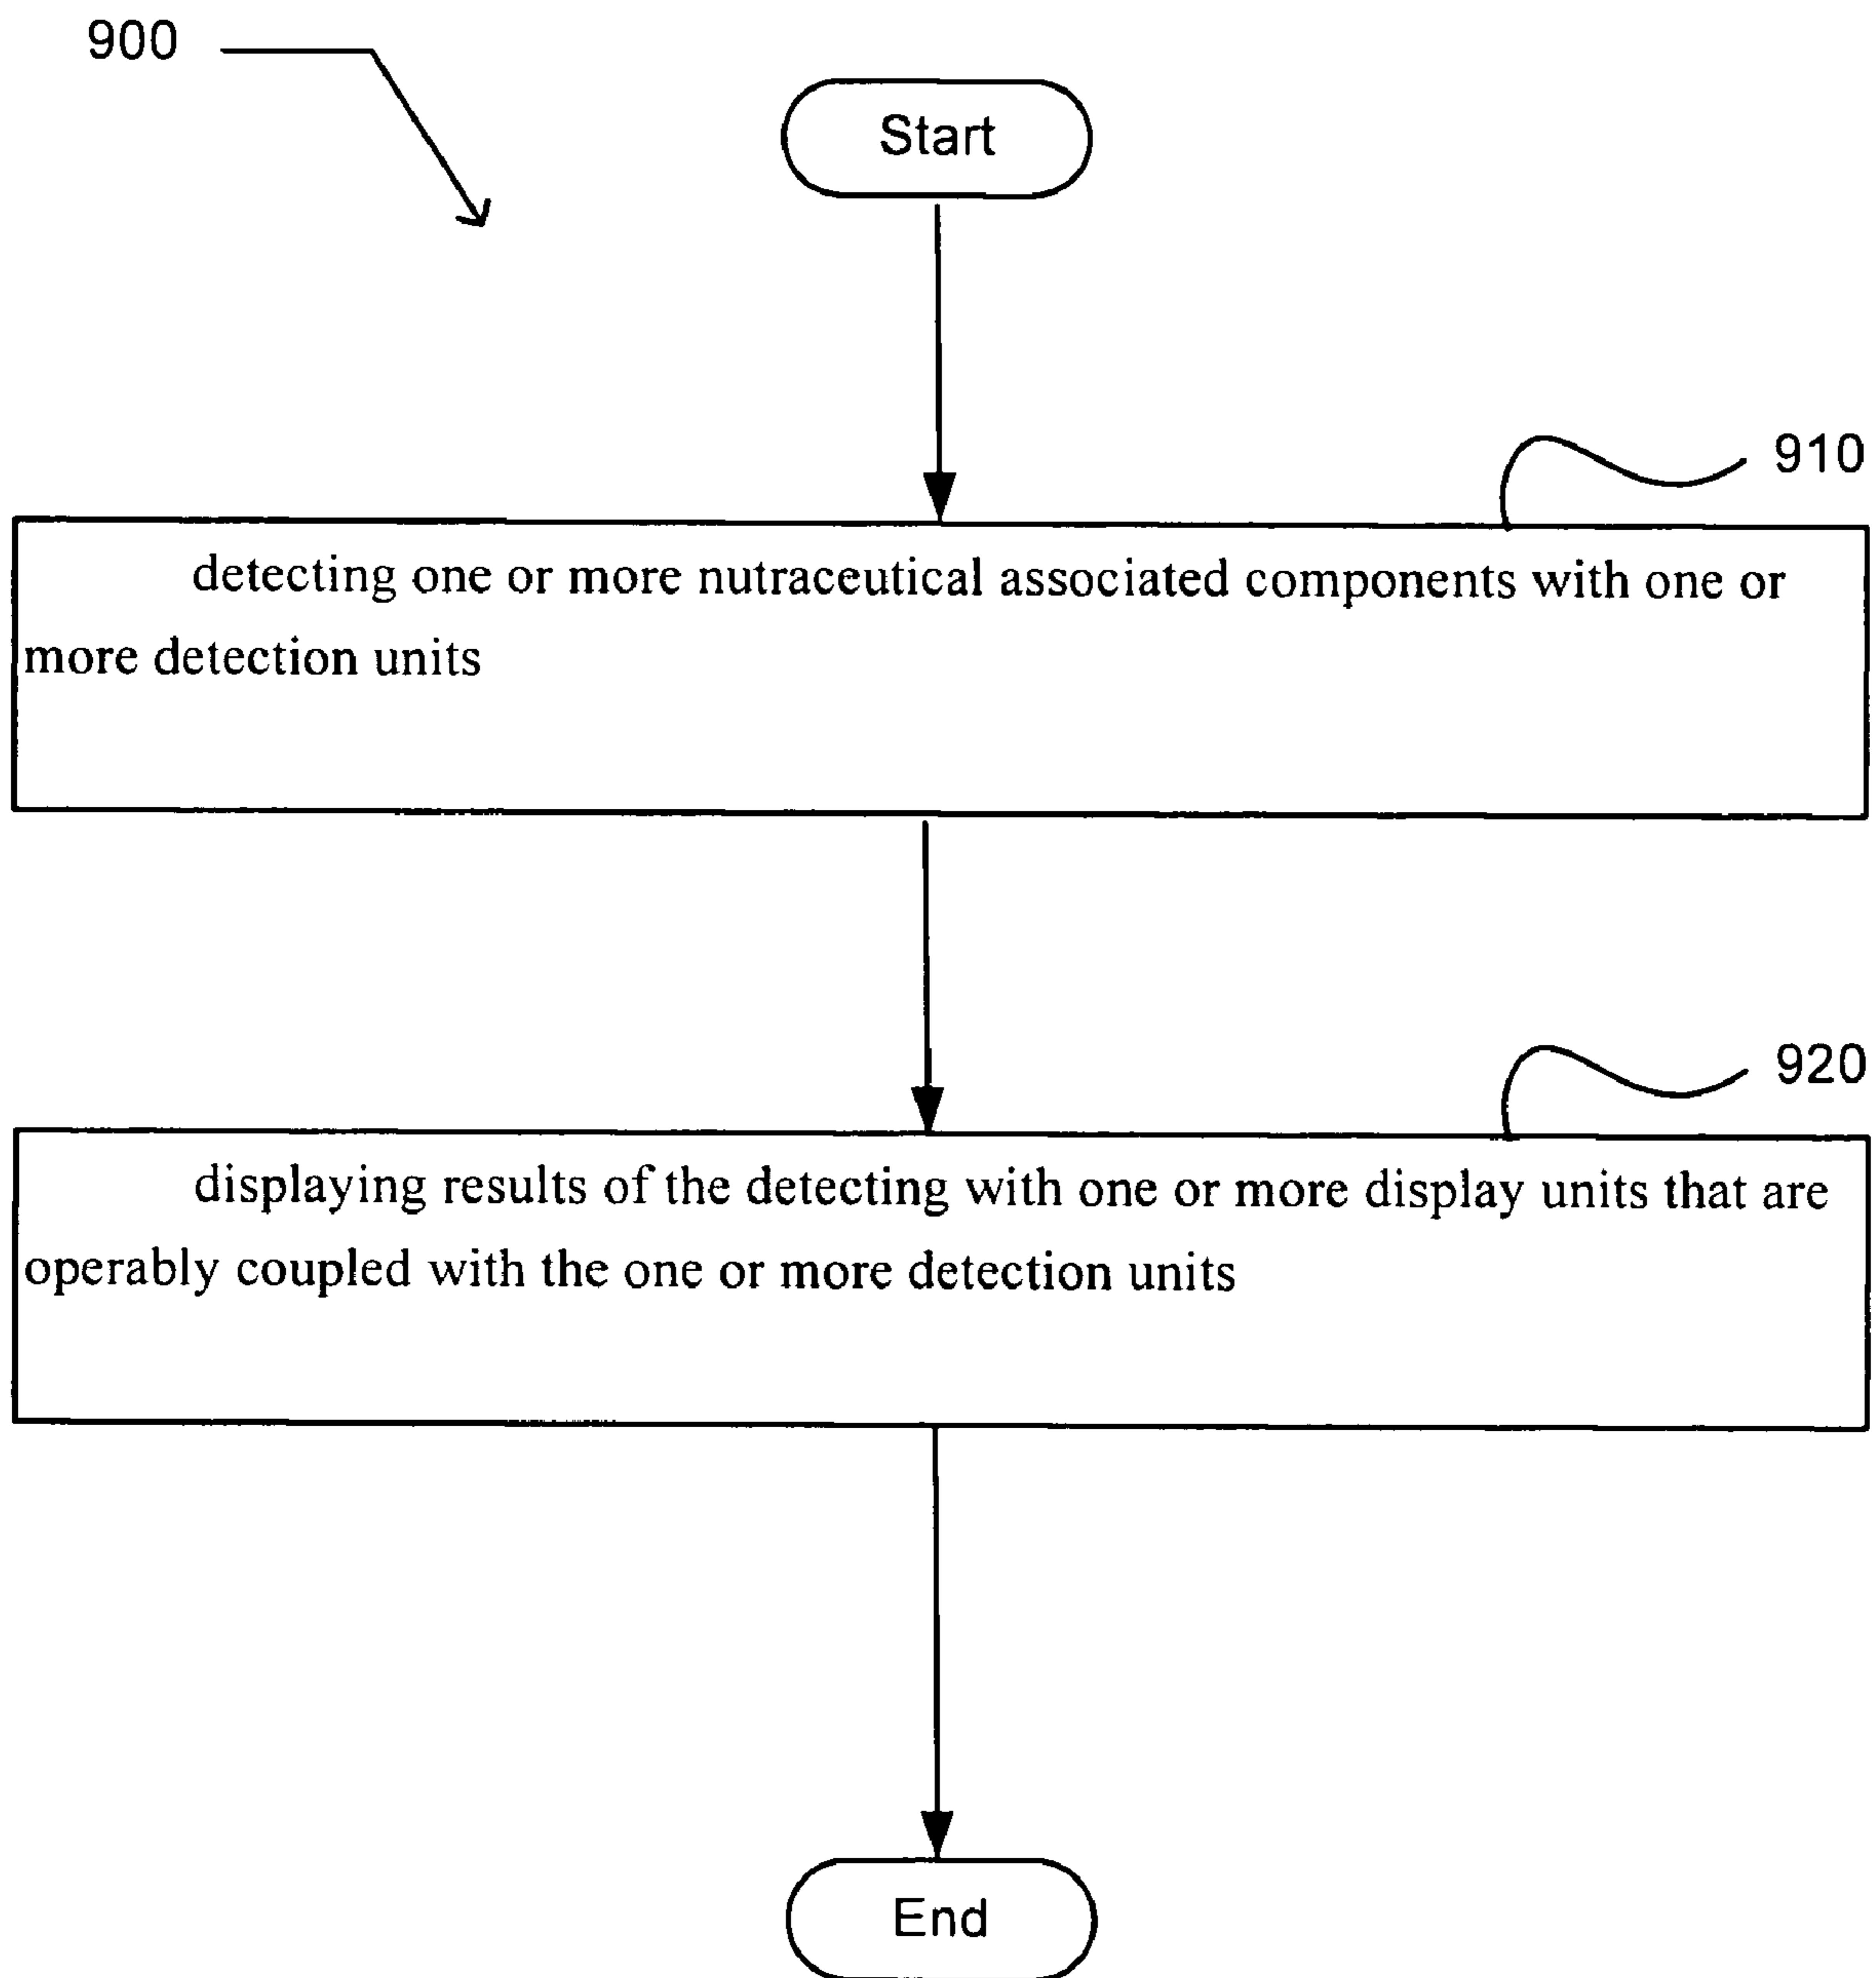 900
Start
910
detecting one or more nutraceutical associated components with one or
more detection units
920
displaying results of the detecting with one or more display units that are
operably coupled with the one or more detection units
End